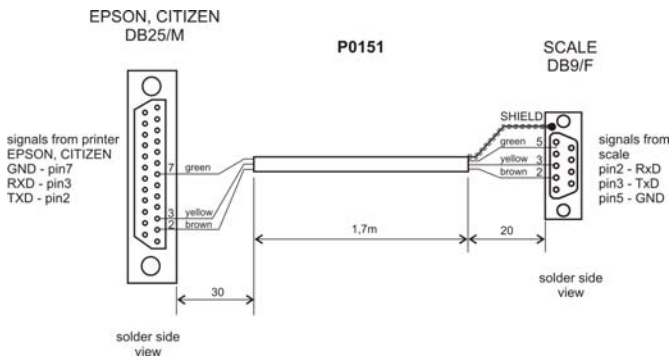 EPSON, CITIZEN
DB25/M
P0151
SCALE
DB9/F
SHIELD
signals from printer
EPSON, CITIZEN
GND - pin7
RXD - pin3
TXD - pin2
7 green
3 yellow
2 brown
green 5
yellow 3
brown 2
signals from
scale
pin2 - RxD
pin3 - TxD
pin5 - GND
1,7m
20
30
solder side
view
solder side
view